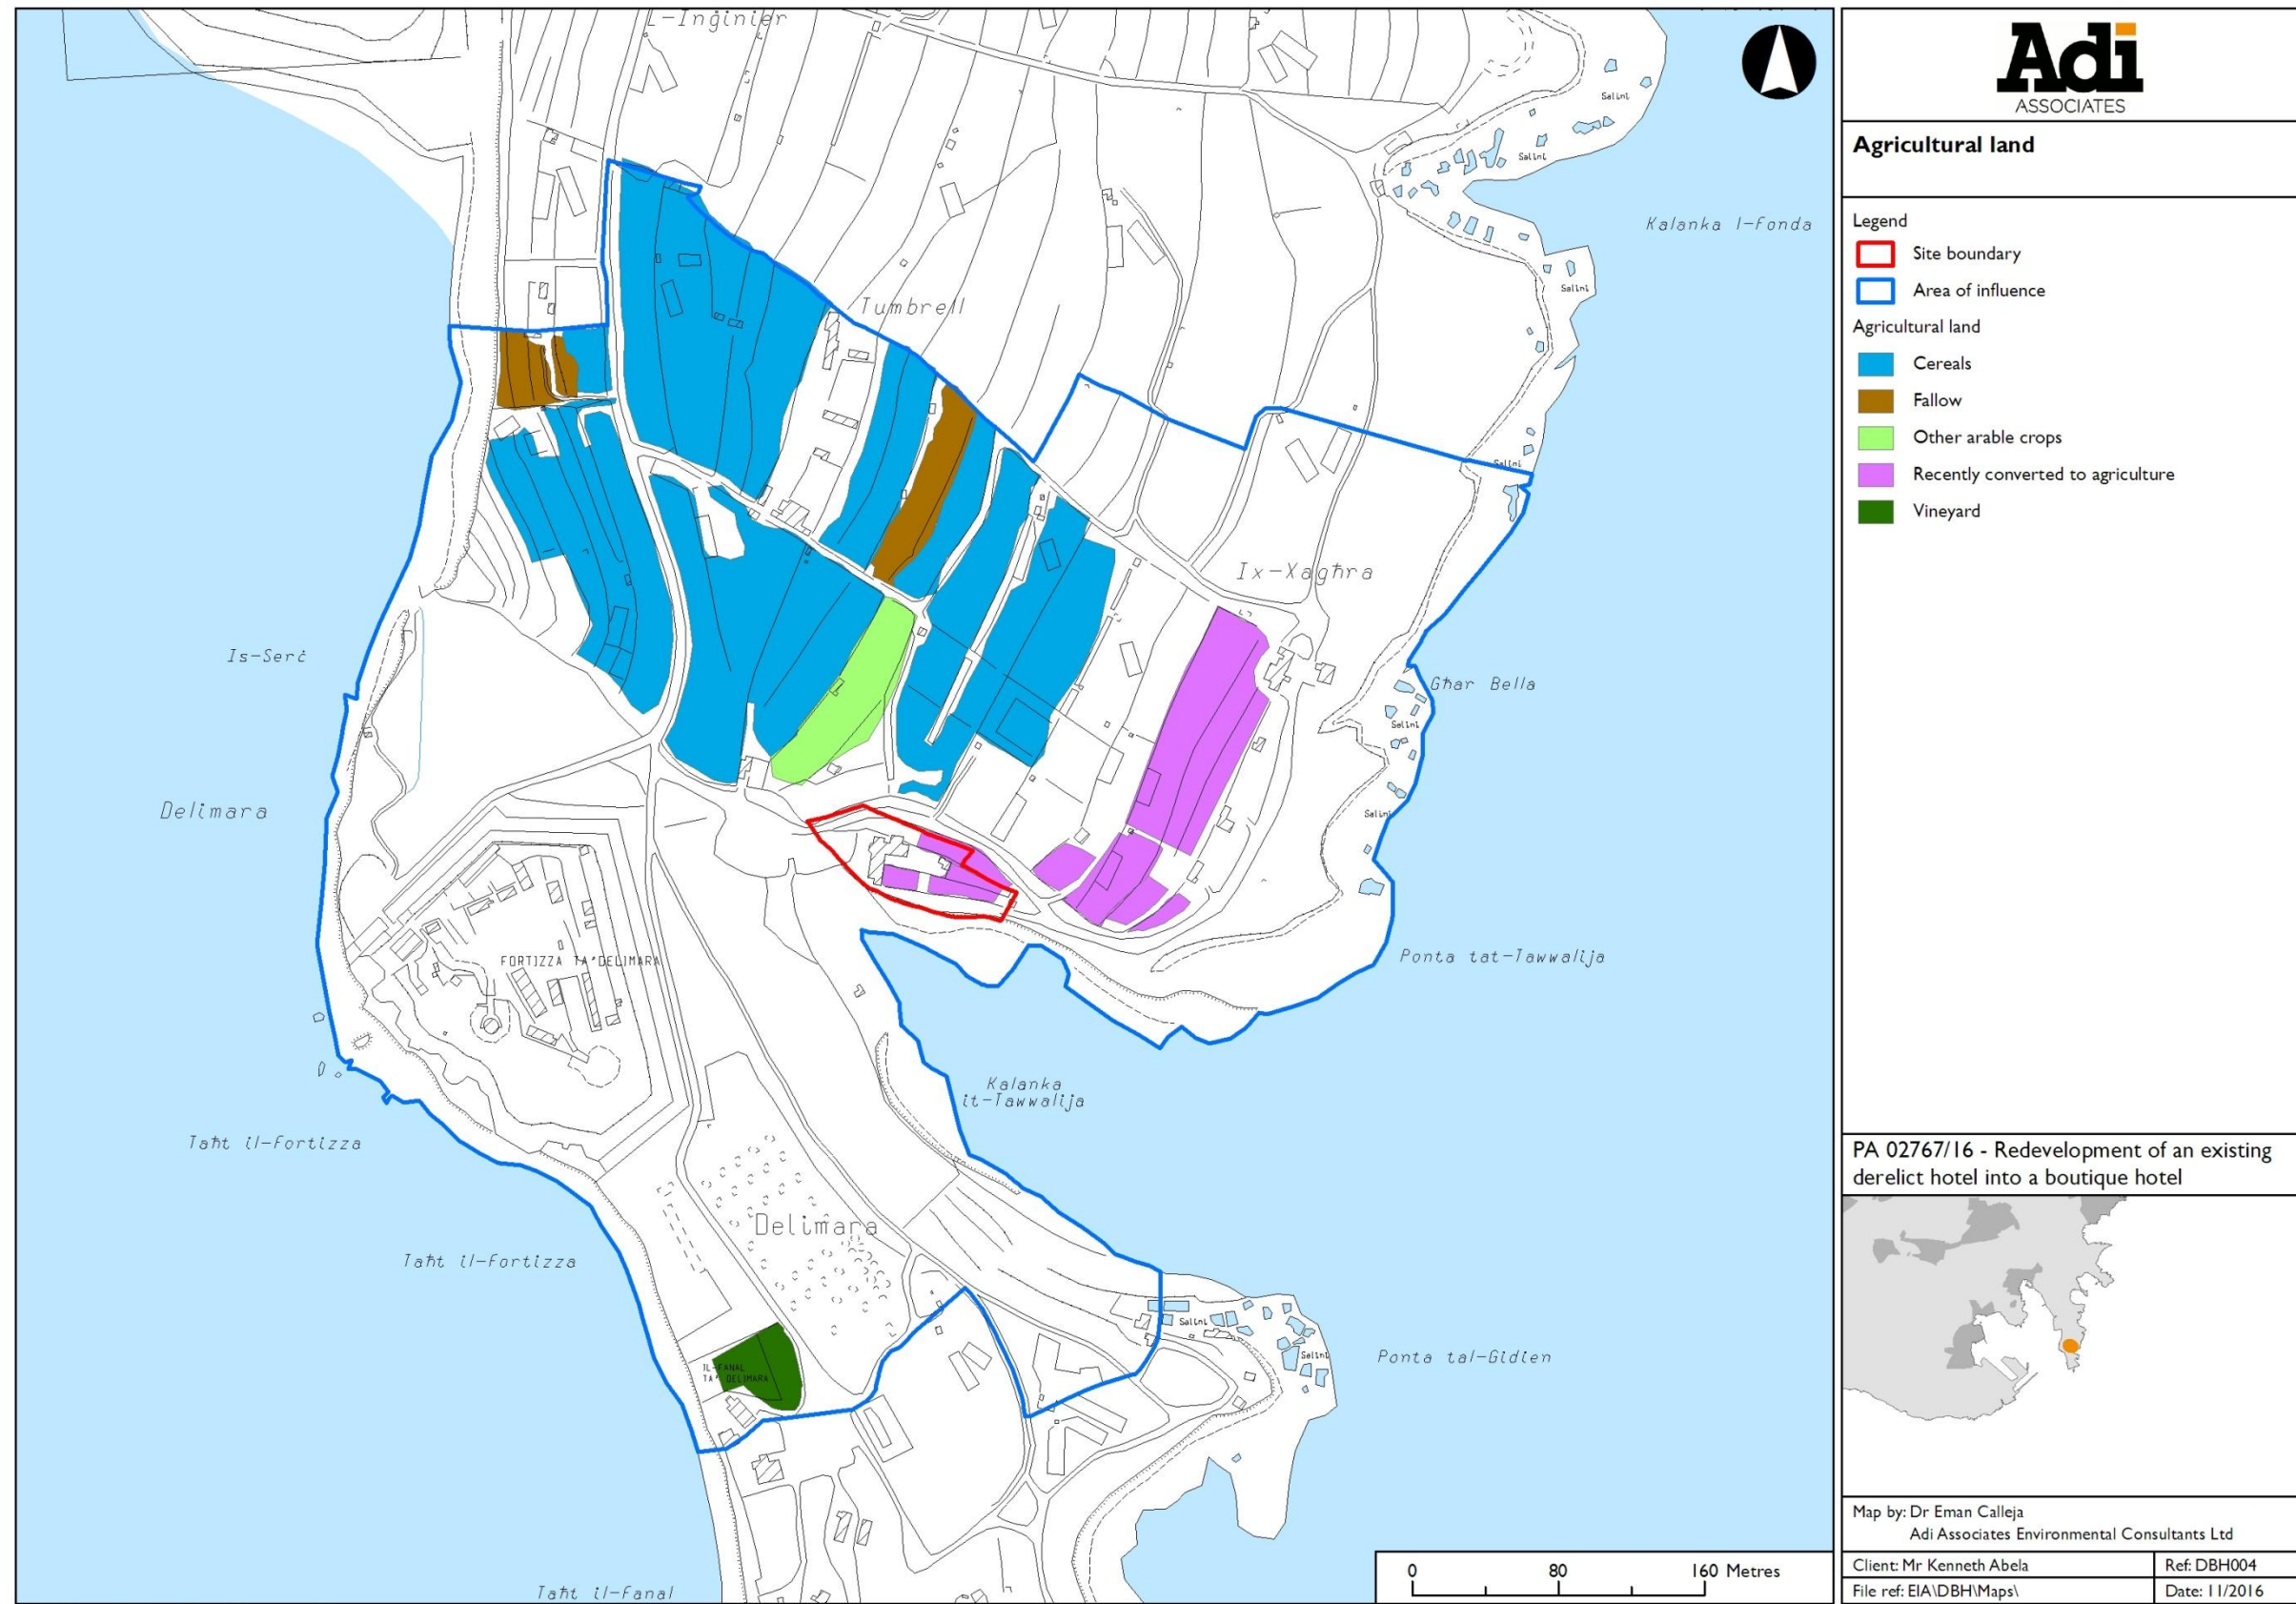 L-Inġinier
Salini
Salini
Kalanka l-Fonda
Salini
Tumbrell
Salini
Ix-Xagħra
Is-Serċ
Għar Bella
Salini
Delimara
Salini
FORTIZZA TA' DELIMARA
Ponta tat-Tawwalija
Kalanka
it-Tawwalija
Taħt il-Fortizza
Delimara
Taħt il-Fortizza
Salini
Salini
Ponta tal-Gidien
IL-FANAL
TA' DELIMARA
Taħt il-Fanal
0 80 160 Metres
Adi
ASSOCIATES
Agricultural land
Legend
Site boundary
Area of influence
Agricultural land
Cereals
Fallow
Other arable crops
Recently converted to agriculture
Vineyard
PA 02767/16 - Redevelopment of an existing
derelict hotel into a boutique hotel
Map by: Dr Eman Calleja
Adi Associates Environmental Consultants Ltd
Client: Mr Kenneth Abela
Ref: DBH004
File ref: EIA\DBH\Maps\
Date: 11/2016